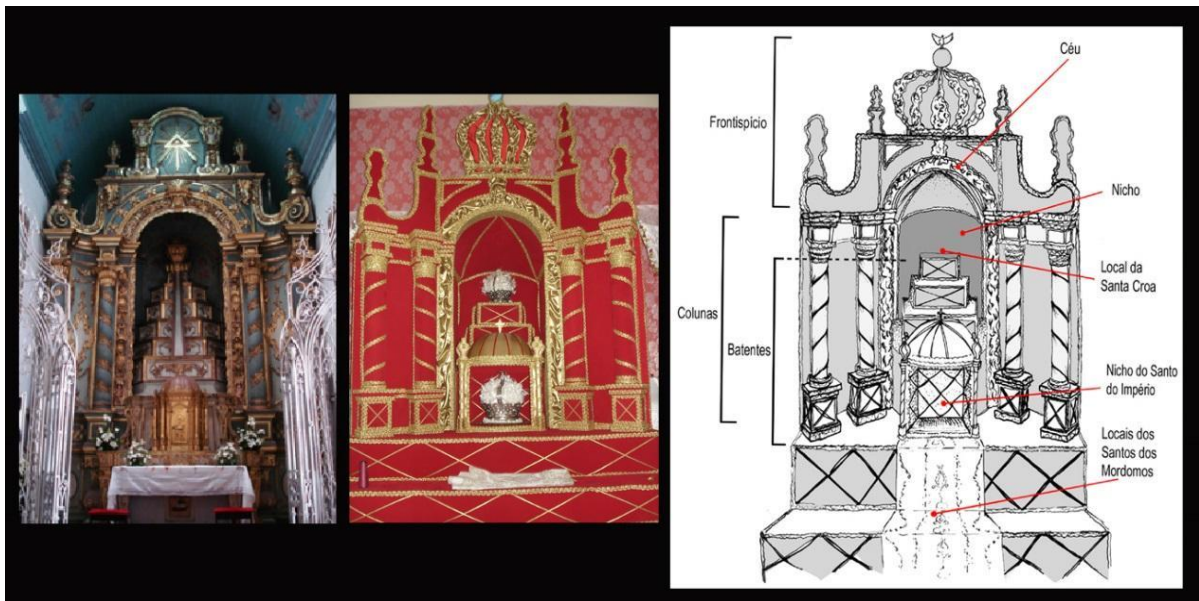 Céu
Frontispício
Nicho
Local da
Santa Croa
Colunas
Batentes
Nicho do Santo
do Império
Locais dos
Santos dos
Mordomos